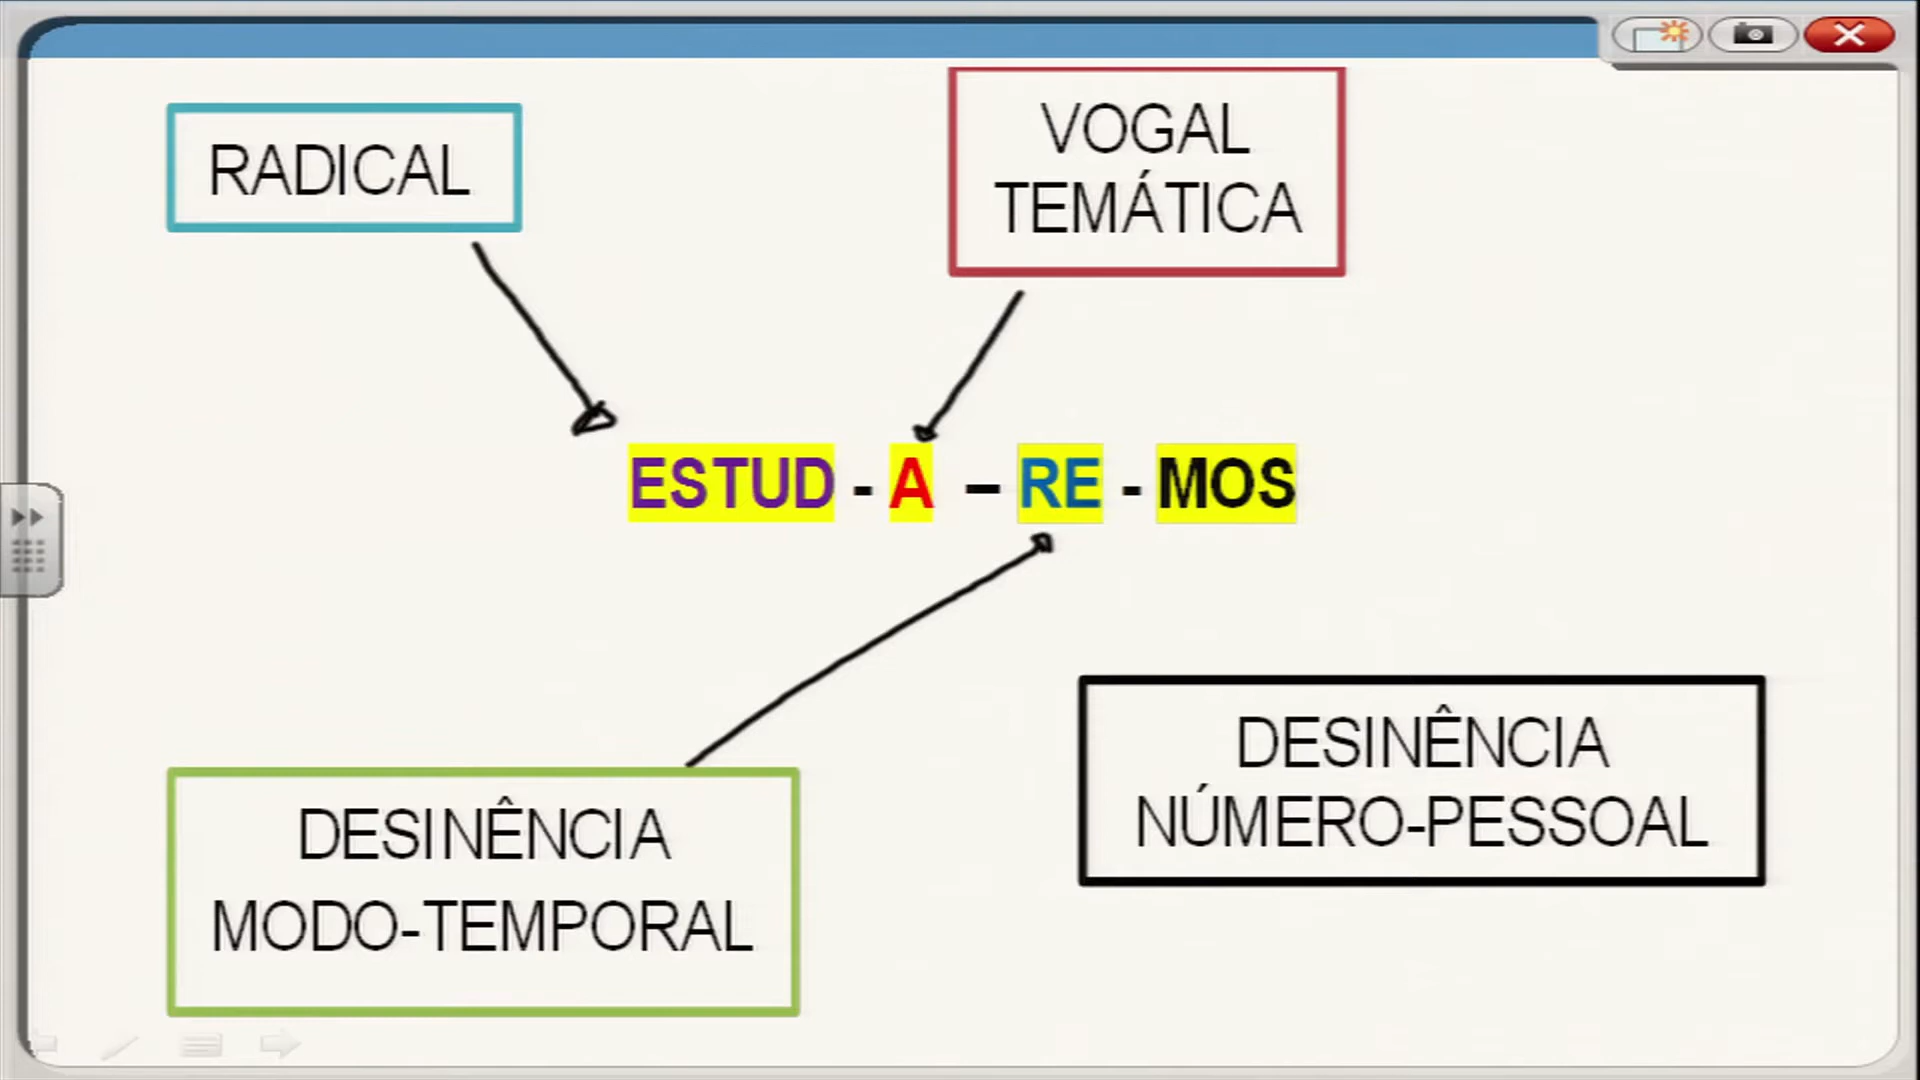 RADICAL
VOGAL
TEMÁTICA
ESTUD - A – RE - MOS
DESINÊNCIA
MODO-TEMPORAL
DESINÊNCIA
NÚMERO-PESSOAL